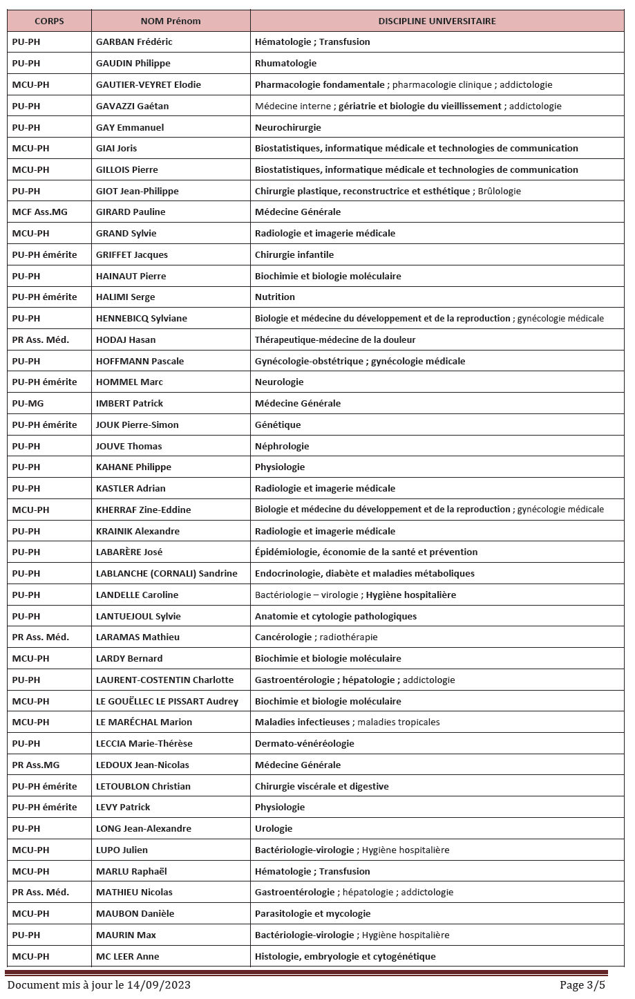 CORPS NOM Prénom DISCIPLINE UNIVERSITAIRE
PU-PH GARBAN Frédéric Hématologie ; Transfusion
PU-PH GAUDIN Philippe Rhumatologie
MCU-PH GAUTIER-VEYRET Elodie Pharmacologie fondamentale ; pharmacologie clinique ; addictologie
PU-PH GAVAZZI Gaétan Médecine interne ; gériatrie et biologie du vieillissement ; addictologie
PU-PH GAY Emmanuel Neurochirurgie
MCU-PH GIAI Joris Biostatistiques, informatique médicale et technologies de communication
MCU-PH GILLOIS Pierre Biostatistiques, informatique médicale et technologies de communication
PU-PH GIOT Jean-Philippe Chirurgie plastique, reconstructrice et esthétique ; Brûlologie
MCF Ass.MG GIRARD Pauline Médecine Générale
MCU-PH GRAND Sylvie Radiologie et imagerie médicale
PU-PH émérite GRIFFET Jacques Chirurgie infantile
PU-PH HAINAUT Pierre Biochimie et biologie moléculaire
PU-PH émérite HALIMI Serge Nutrition
PU-PH HENNEBICQ Sylviane Biologie et médecine du développement et de la reproduction ; gynécologie médicale
PR Ass. Méd. HODAJ Hasan Thérapeutique-médecine de la douleur
PU-PH HOFFMANN Pascale Gynécologie-obstétrique ; gynécologie médicale
PU-PH émérite HOMMEL Marc Neurologie
PU-MG IMBERT Patrick Médecine Générale
PU-PH émérite JOUK Pierre-Simon Génétique
PU-PH JOUVE Thomas Néphrologie
PU-PH KAHANE Philippe Physiologie
PU-PH KASTLER Adrian Radiologie et imagerie médicale
MCU-PH KHERRAF Zine-Eddine Biologie et médecine du développement et de la reproduction ; gynécologie médicale
PU-PH KRAINIK Alexandre Radiologie et imagerie médicale
PU-PH LABARÈRE José Épidémiologie, économie de la santé et prévention
PU-PH LABLANCHE (CORNALI) Sandrine Endocrinologie, diabète et maladies métaboliques
PU-PH LANDELLE Caroline Bactériologie – virologie ; Hygiène hospitalière
PU-PH LANTUEJOUL Sylvie Anatomie et cytologie pathologiques
PR Ass. Méd. LARAMAS Mathieu Cancérologie ; radiothérapie
MCU-PH LARDY Bernard Biochimie et biologie moléculaire
PU-PH LAURENT-COSTENTIN Charlotte Gastroentérologie ; hépatologie ; addictologie
MCU-PH LE GOUËLLEC LE PISSART Audrey Biochimie et biologie moléculaire
MCU-PH LE MARÉCHAL Marion Maladies infectieuses ; maladies tropicales
PU-PH LECCIA Marie-Thérèse Dermato-vénéréologie
PR Ass.MG LEDOUX Jean-Nicolas Médecine Générale
PU-PH émérite LETOUBLON Christian Chirurgie viscérale et digestive
PU-PH émérite LEVY Patrick Physiologie
PU-PH LONG Jean-Alexandre Urologie
MCU-PH LUPO Julien Bactériologie-virologie ; Hygiène hospitalière
MCU-PH MARLU Raphaël Hématologie ; Transfusion
PR Ass. Méd. MATHIEU Nicolas Gastroentérologie ; hépatologie ; addictologie
MCU-PH MAUBON Danièle Parasitologie et mycologie
PU-PH MAURIN Max Bactériologie-virologie ; Hygiène hospitalière
MCU-PH MC LEER Anne Histologie, embryologie et cytogénétique
Document mis à jour le 14/09/2023 Page 3/5